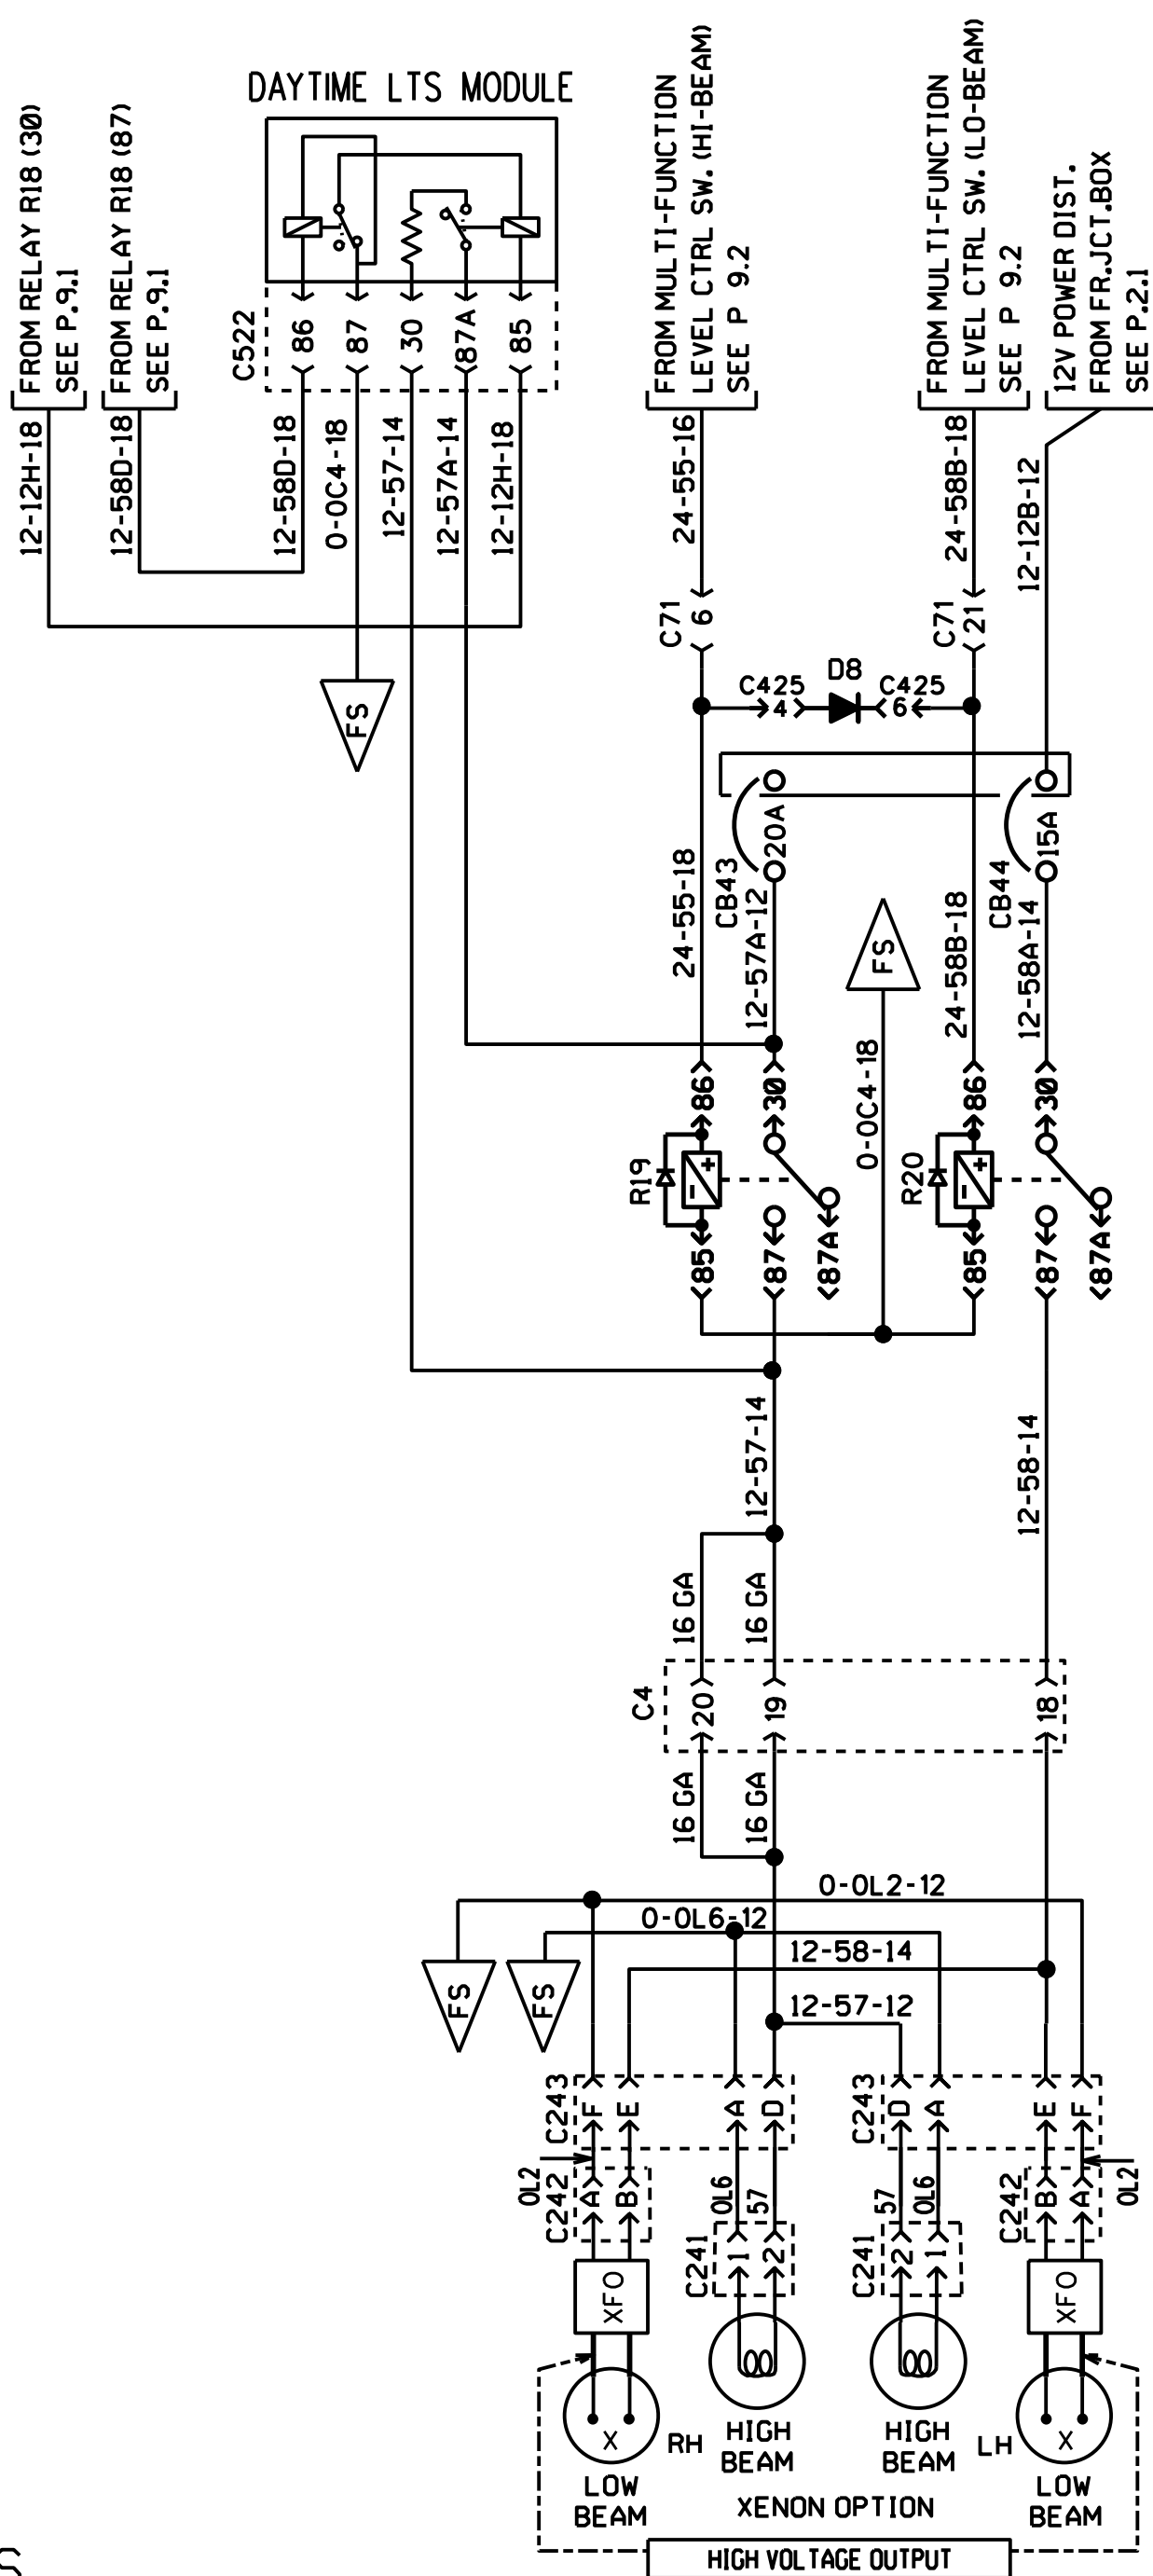 DAYTIME LTS MODULE
FROM RELAY R18 (30)
SEE P.9.1
FROM RELAY R18 (87)
SEE P.9.1
C522
86
87
30
87A
85
FROM MULTI-FUNCTION
LEVEL CTRL SW. (HI-BEAM)
SEE P 9.2
FROM MULTI-FUNCTION
LEVEL CTRL SW. (LO-BEAM)
SEE P 9.2
12V POWER DIST.
FROM FR.JCT.BOX
SEE P.2.1
12-12H-18
12-58D-18
12-58D-18
0-0C4-18
12-57-14
12-57A-14
12-12H-18
24-55-16
24-58B-18
12-12B-12
C71
6
C71
21
C425
4
D8
C425
6
FS
20A
15A
CB43
CB44
24-55-18
12-57A-12
FS
24-58B-18
12-58A-14
0-0C4-18
R19
86
30
85
87
87A
R20
86
30
85
87
87A
12-57-14
12-58-14
16 GA
16 GA
C4
20
19
18
16 GA
16 GA
0-0L2-12
0-0L6-12
12-58-14
12-57-12
FS
FS
C243
F
E
A
D
C243
D
A
E
F
0L2
C242
A
B
0L6
57
57
0L6
C242
B
A
0L2
C241
1
2
C241
2
1
XFO
XFO
X
X
RH
HIGH
BEAM
HIGH
BEAM
LH
LOW
BEAM
LOW
BEAM
XENON OPTION
HIGH VOLTAGE OUTPUT